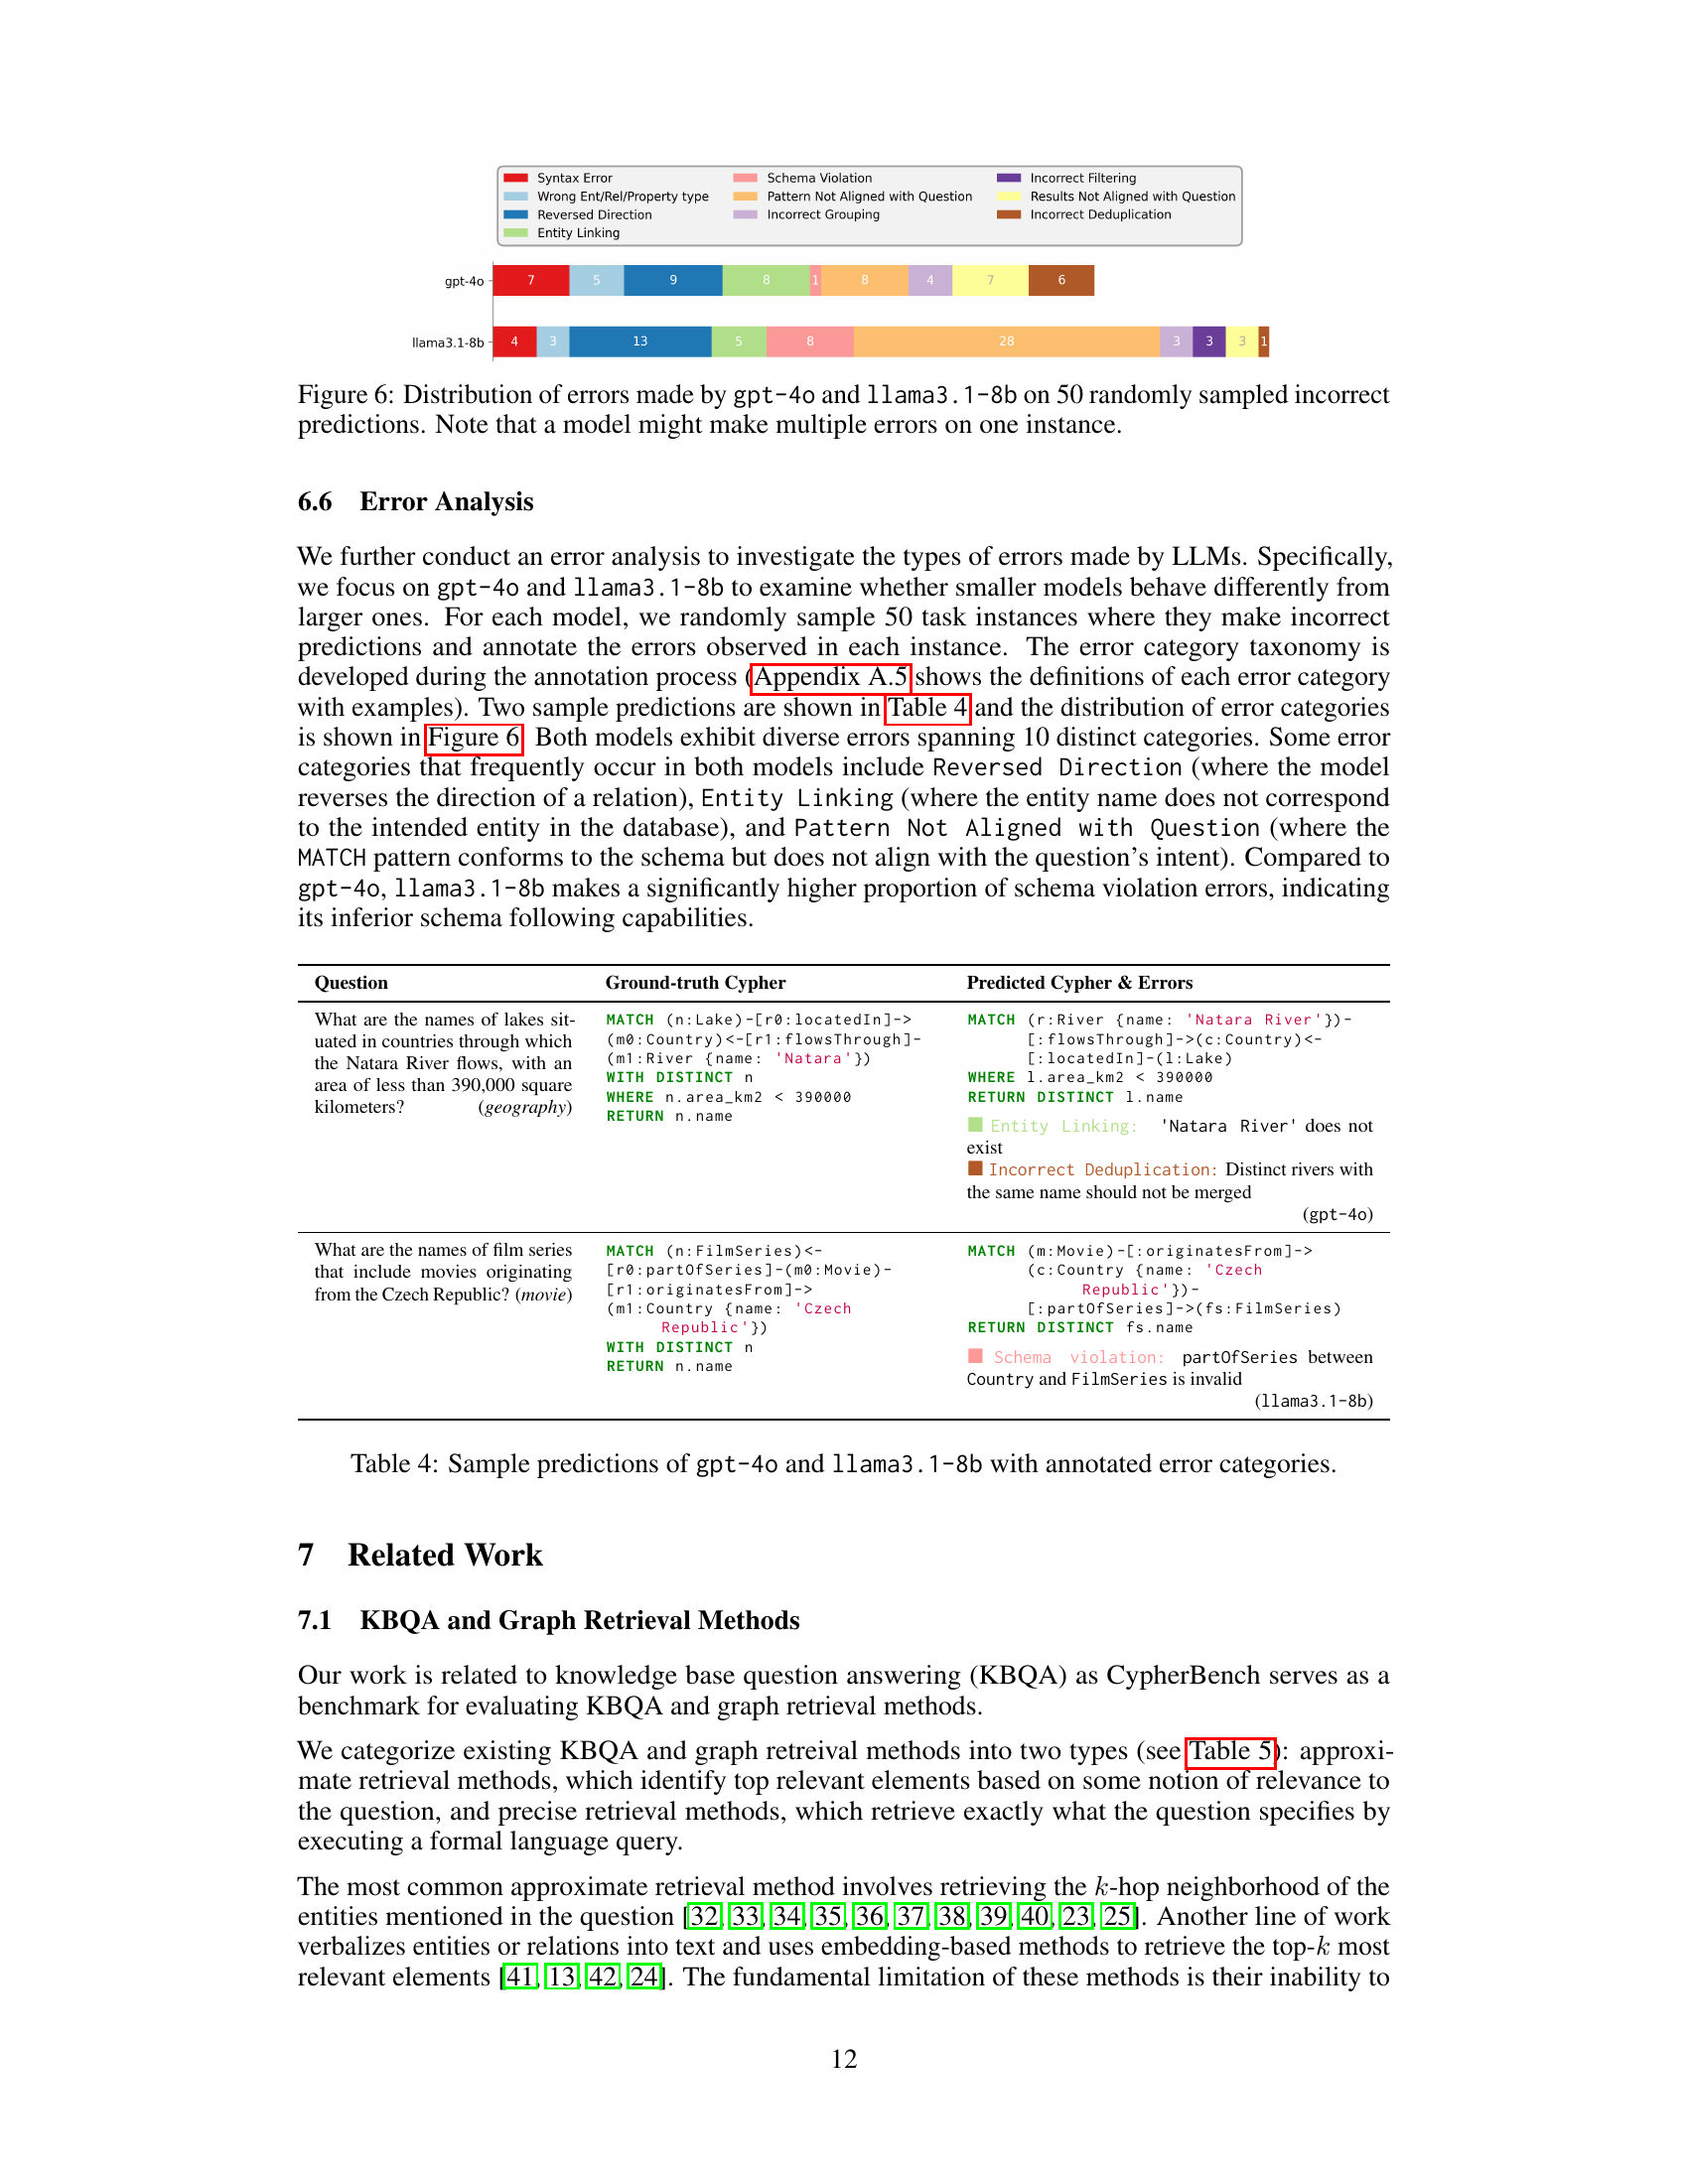 Syntax Error
Wrong Ent/Rel/Property type
Reversed Direction
Entity Linking
Schema Violation
Pattern Not Aligned with Question
Incorrect Grouping
Incorrect Filtering
Results Not Aligned with Question
Incorrect Deduplication
gpt-4o 7 5 9 8 1 8 4 7 6
llama3.1-8b 4 3 13 5 8 28 3 3 3 1
Figure 6: Distribution of errors made by gpt-4o and llama3.1-8b on 50 randomly sampled incorrect
predictions. Note that a model might make multiple errors on one instance.
6.6 Error Analysis
We further conduct an error analysis to investigate the types of errors made by LLMs. Specifically,
we focus on gpt-4o and llama3.1-8b to examine whether smaller models behave differently from
larger ones. For each model, we randomly sample 50 task instances where they make incorrect
predictions and annotate the errors observed in each instance. The error category taxonomy is
developed during the annotation process (Appendix A.5 shows the definitions of each error category
with examples). Two sample predictions are shown in Table 4 and the distribution of error categories
is shown in Figure 6. Both models exhibit diverse errors spanning 10 distinct categories. Some error
categories that frequently occur in both models include Reversed Direction (where the model
reverses the direction of a relation), Entity Linking (where the entity name does not correspond
to the intended entity in the database), and Pattern Not Aligned with Question (where the
MATCH pattern conforms to the schema but does not align with the question's intent). Compared to
gpt-4o, llama3.1-8b makes a significantly higher proportion of schema violation errors, indicating
its inferior schema following capabilities.
Question Ground-truth Cypher Predicted Cypher & Errors
What are the names of lakes sit-
uated in countries through which
the Natara River flows, with an
area of less than 390,000 square
kilometers? (geography)
MATCH (n:Lake)-[r0:locatedIn]->
(m0:Country)<-[r1:flowsThrough]-
(m1:River {name: 'Natara'})
WITH DISTINCT n
WHERE n.area_km2 < 390000
RETURN n.name
MATCH (r:River {name: 'Natara River'})-
[:flowsThrough]->(c:Country)<-
[:locatedIn]-(l:Lake)
WHERE l.area_km2 < 390000
RETURN DISTINCT l.name
Entity Linking: 'Natara River' does not
exist
Incorrect Deduplication: Distinct rivers with
the same name should not be merged
(gpt-4o)
What are the names of film series
that include movies originating
from the Czech Republic? (movie)
MATCH (n:FilmSeries)<-
[r0:partOfSeries]-(m0:Movie)-
[r1:originatesFrom]->
(m1:Country {name: 'Czech
Republic'})
WITH DISTINCT n
RETURN n.name
MATCH (m:Movie)-[:originatesFrom]->
(c:Country {name: 'Czech
Republic'})-
[:partOfSeries]->(fs:FilmSeries)
RETURN DISTINCT fs.name
Schema violation: partOfSeries between
Country and FilmSeries is invalid
(llama3.1-8b)
Table 4: Sample predictions of gpt-4o and llama3.1-8b with annotated error categories.
7 Related Work
7.1 KBQA and Graph Retrieval Methods
Our work is related to knowledge base question answering (KBQA) as CypherBench serves as a
benchmark for evaluating KBQA and graph retrieval methods.
We categorize existing KBQA and graph retreival methods into two types (see Table 5): approxi-
mate retrieval methods, which identify top relevant elements based on some notion of relevance to
the question, and precise retrieval methods, which retrieve exactly what the question specifies by
executing a formal language query.
The most common approximate retrieval method involves retrieving the k-hop neighborhood of the
entities mentioned in the question [32, 33, 34, 35, 36, 37, 38, 39, 40, 23, 25]. Another line of work
verbalizes entities or relations into text and uses embedding-based methods to retrieve the top-k most
relevant elements [41, 13, 42, 24]. The fundamental limitation of these methods is their inability to
12